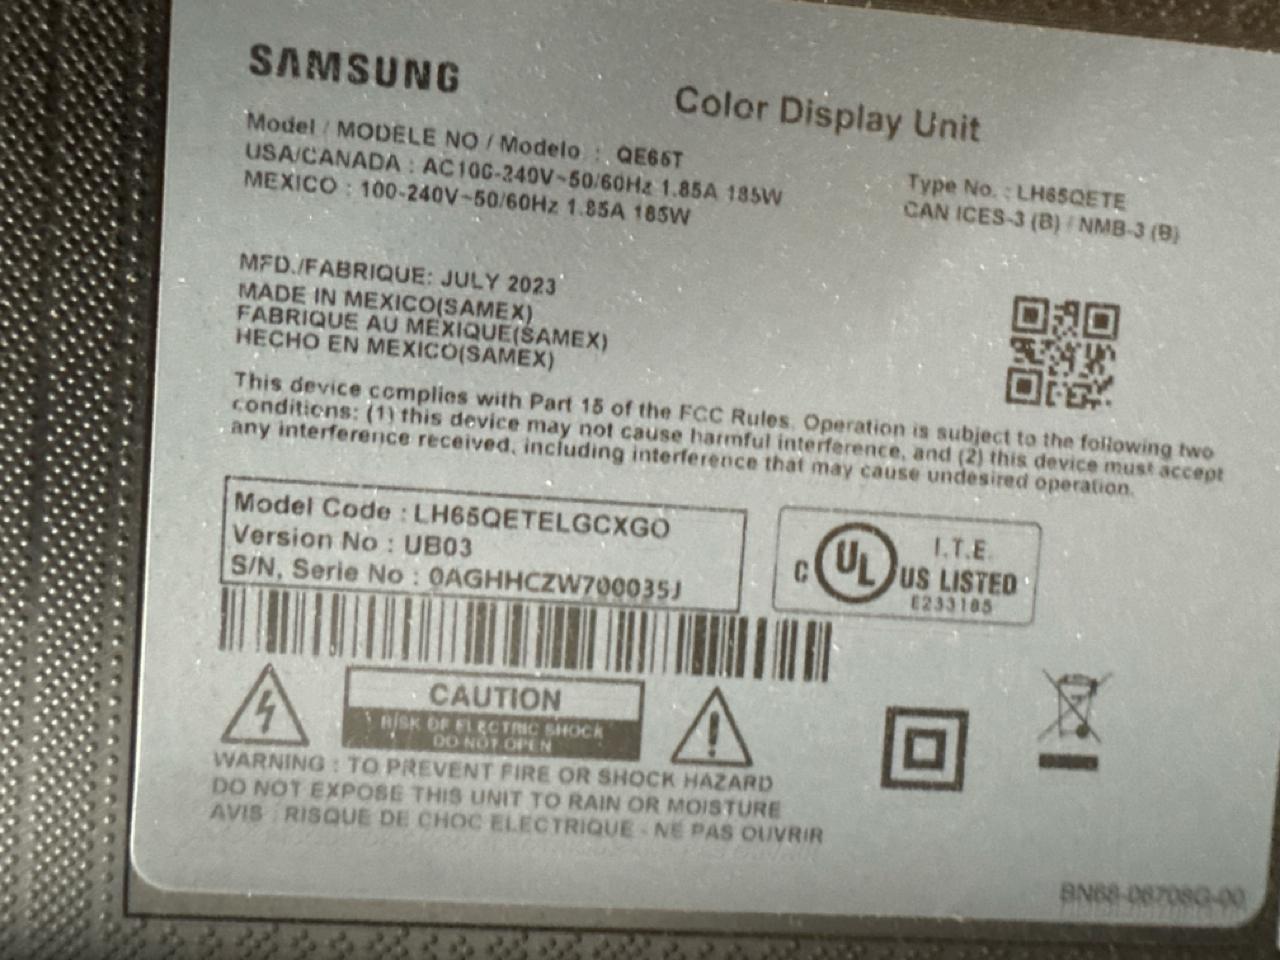 SAMSUNG
Color Display Unit
Model / MODELE NO / Modelo : QE65T
USA/CANADA : AC100-240V~50/60Hz 1.85A 185W
MEXICO : 100-240V~50/60Hz 1.85A 185W
Type No. : LH65QETE
CAN ICES-3 (B) / NMB-3 (B)
MFD./FABRIQUE: JULY 2023
MADE IN MEXICO(SAMEX)
FABRIQUE AU MEXIQUE(SAMEX)
HECHO EN MEXICO(SAMEX)
This device complies with Part 15 of the FCC Rules. Operation is subject to the following two
conditions: (1) this device may not cause harmful interference, and (2) this device must accept
any interference received, including interference that may cause undesired operation.
Model Code : LH65QETELGCXGO
Version No : UB03
S/N, Serie No : 0AGHHCZW700035J
C UL US LISTED
I.T.E.
E233185
CAUTION
RISK OF ELECTRIC SHOCK
DO NOT OPEN
WARNING : TO PREVENT FIRE OR SHOCK HAZARD
DO NOT EXPOSE THIS UNIT TO RAIN OR MOISTURE
AVIS : RISQUE DE CHOC ELECTRIQUE - NE PAS OUVRIR
BN68-06708G-00